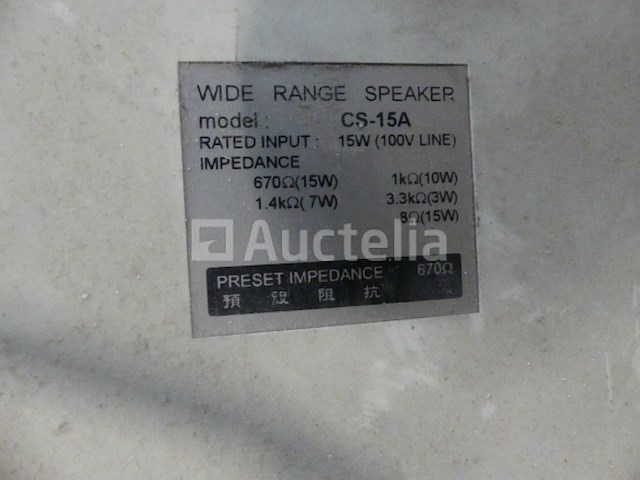 WIDE RANGE SPEAKER
model : CS-15A
RATED INPUT : 15W (100V LINE)
IMPEDANCE
670Ω(15W) 1kΩ(10W)
1.4kΩ( 7W) 3.3kΩ(3W)
8Ω(15W)
Auctelia
PRESET IMPEDANCE 670Ω
預 設 阻 抗